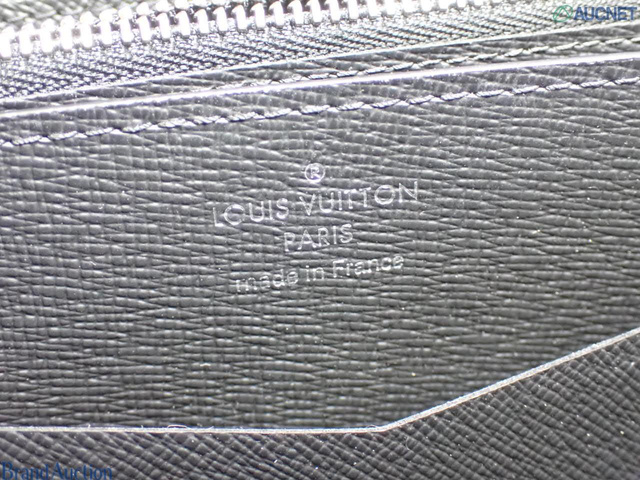 AUCNET
®
LOUIS VUITTON
PARIS
made in France
Brand Auction